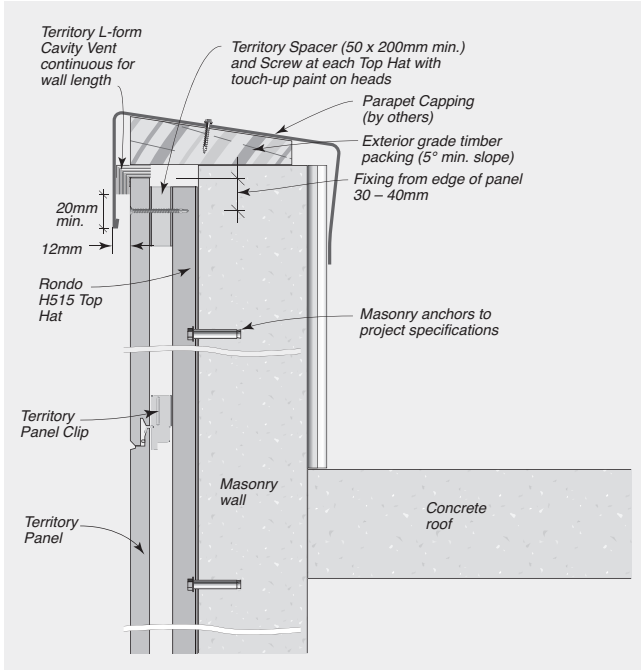 Territory L-form
Cavity Vent
continuous for
wall length
Territory Spacer (50 x 200mm min.)
and Screw at each Top Hat with
touch-up paint on heads
Parapet Capping
(by others)
Exterior grade timber
packing (5° min. slope)
Fixing from edge of panel
30 – 40mm
20mm
min.
12mm
Rondo
H515 Top
Hat
Masonry anchors to
project specifications
Territory
Panel Clip
Masonry
wall
Concrete
roof
Territory
Panel